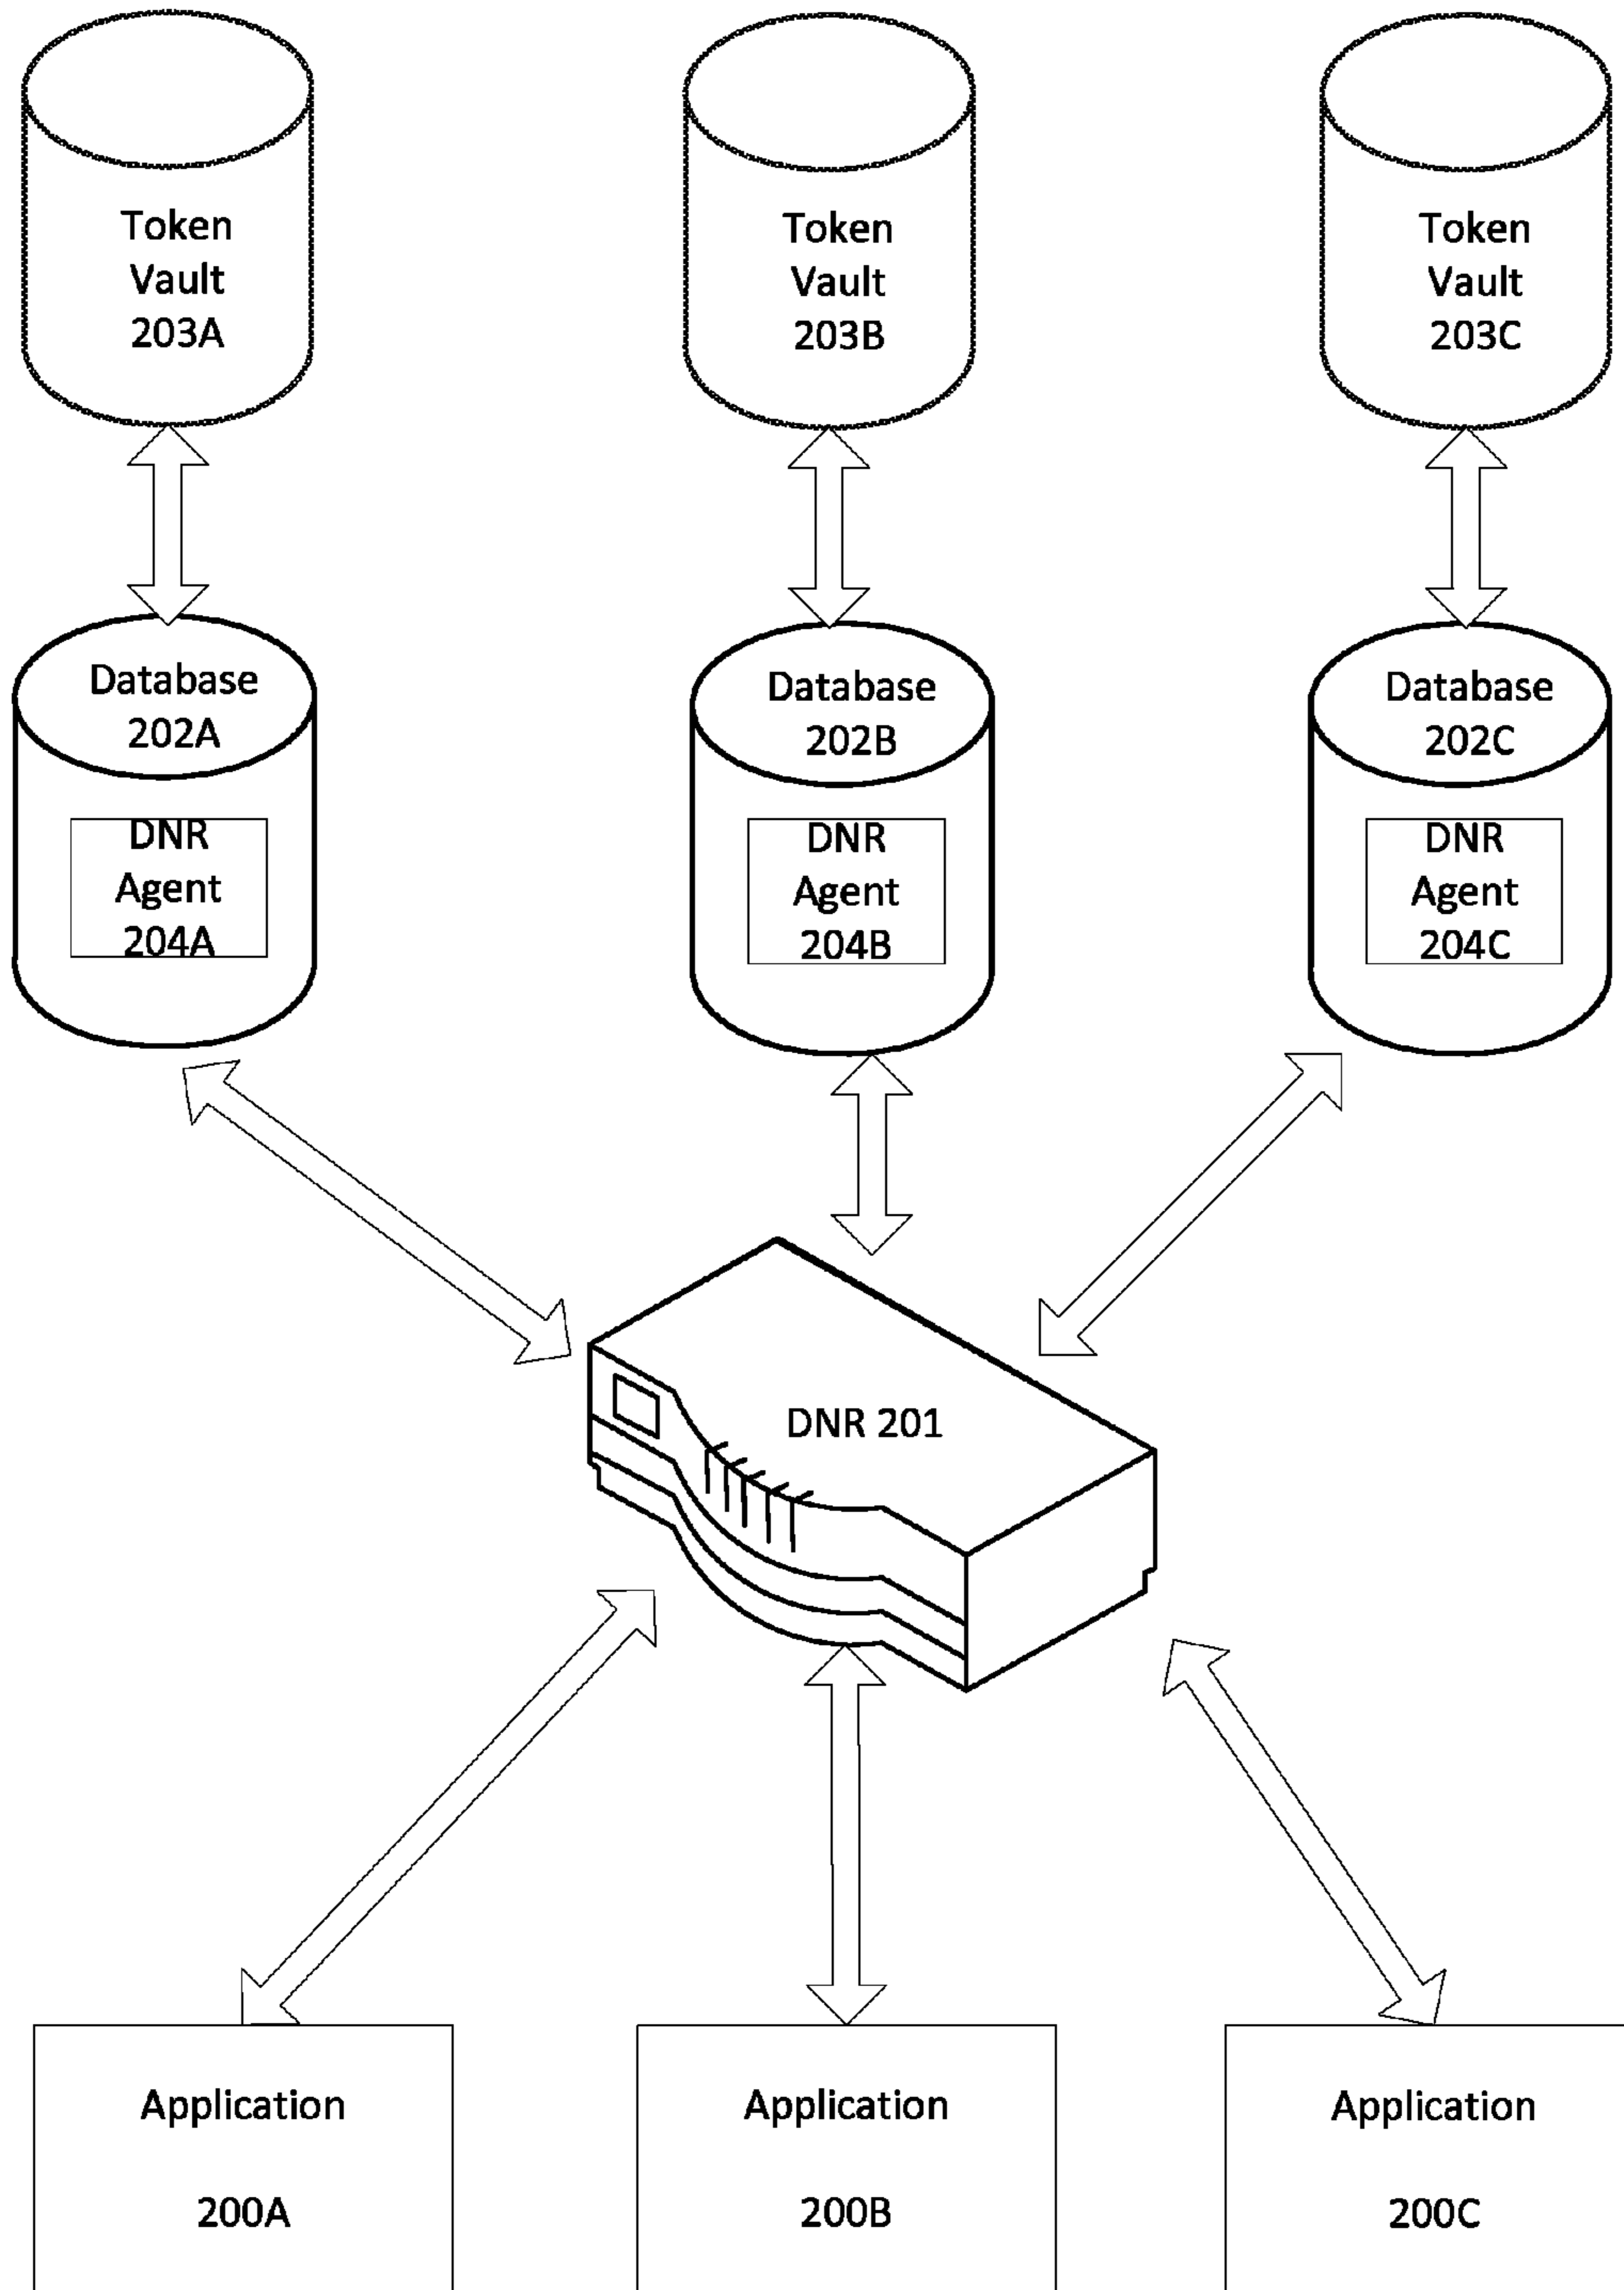 Token
Vault
203A
Token
Vault
203B
Token
Vault
203C
Database
202A
Database
202B
Database
202C
DNR
Agent
204A
DNR
Agent
204B
DNR
Agent
204C
DNR 201
Application
200A
Application
200B
Application
200C